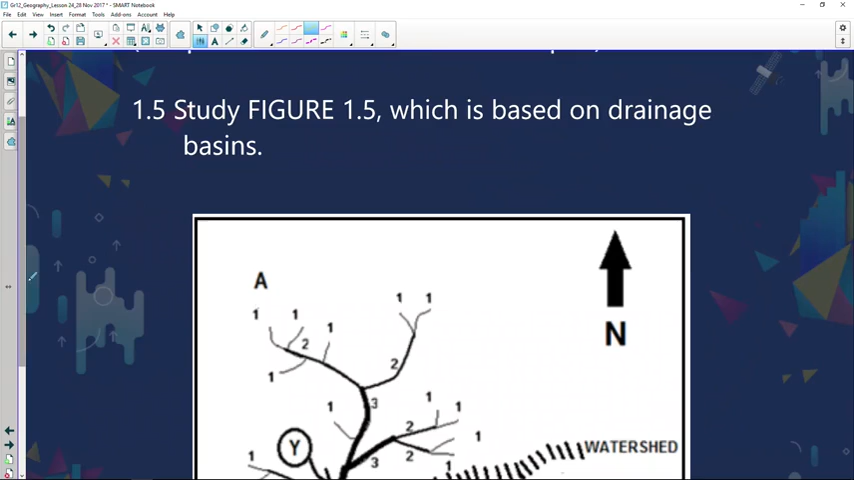 Gr12_Geography_Lesson 24_28 Nov 2017 * - SMART Notebook
File Edit View Insert Format Tools Add-ons Account Help
1.5 Study FIGURE 1.5, which is based on drainage
basins.
A
N
1 1
1 1 1
2
1
2
1
1
3
1
2
1
Y
WATERSHED
1
2
3
1